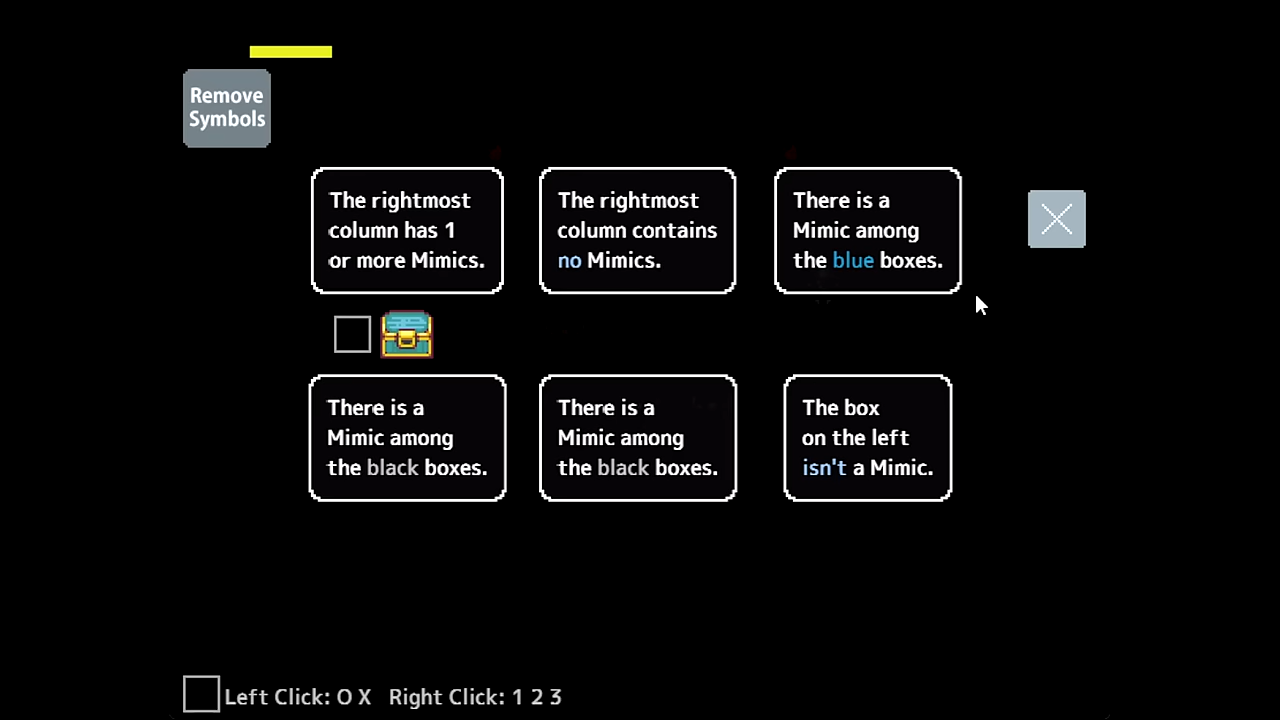 Remove
Symbols
The rightmost
column has 1
or more Mimics.
The rightmost
column contains
no Mimics.
There is a
Mimic among
the blue boxes.
There is a
Mimic among
the black boxes.
There is a
Mimic among
the black boxes.
The box
on the left
isn't a Mimic.
Left Click: O X   Right Click: 1 2 3